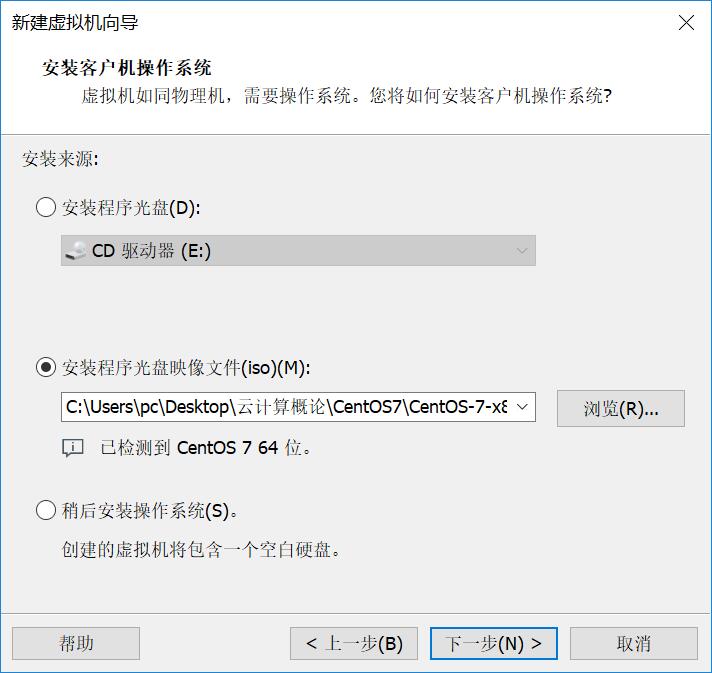 新建虚拟机向导
安装客户机操作系统
虚拟机如同物理机，需要操作系统。您将如何安装客户机操作系统?
安装来源:
安装程序光盘(D):
CD 驱动器 (E:)
安装程序光盘映像文件(iso)(M):
C:\Users\pc\Desktop\云计算概论\CentOS7\CentOS-7-x8
浏览(R)...
已检测到 CentOS 7 64 位。
稍后安装操作系统(S)。
创建的虚拟机将包含一个空白硬盘。
帮助
< 上一步(B)
下一步(N) >
取消